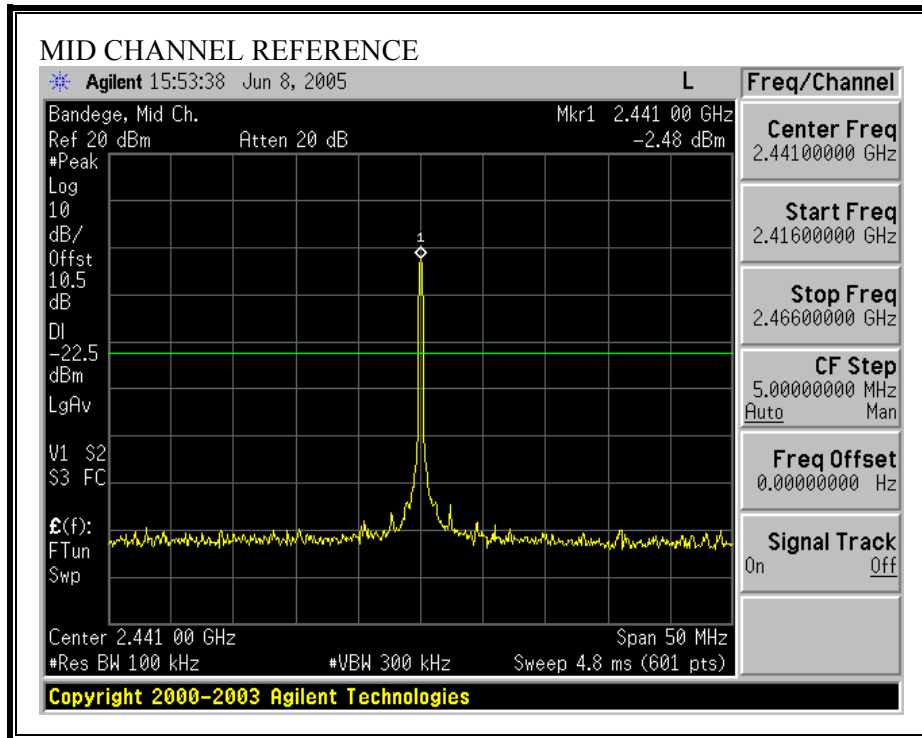 MID CHANNEL REFERENCE
Agilent 15:53:38 Jun 8, 2005 L
Bandege, Mid Ch. Mkr1 2.441 00 GHz
Ref 20 dBm Atten 20 dB -2.48 dBm
#Peak
Log
10
dB/
Offst
10.5
dB
DI
-22.5
dBm
LgAv
V1 S2
S3 FC
£(f):
FTun
Swp
1
Center 2.441 00 GHz Span 50 MHz
#Res BW 100 kHz #VBW 300 kHz Sweep 4.8 ms (601 pts)
Copyright 2000-2003 Agilent Technologies
Freq/Channel
Center Freq
2.44100000 GHz
Start Freq
2.41600000 GHz
Stop Freq
2.46600000 GHz
CF Step
5.00000000 MHz
Auto Man
Freq Offset
0.00000000 Hz
Signal Track
On Off